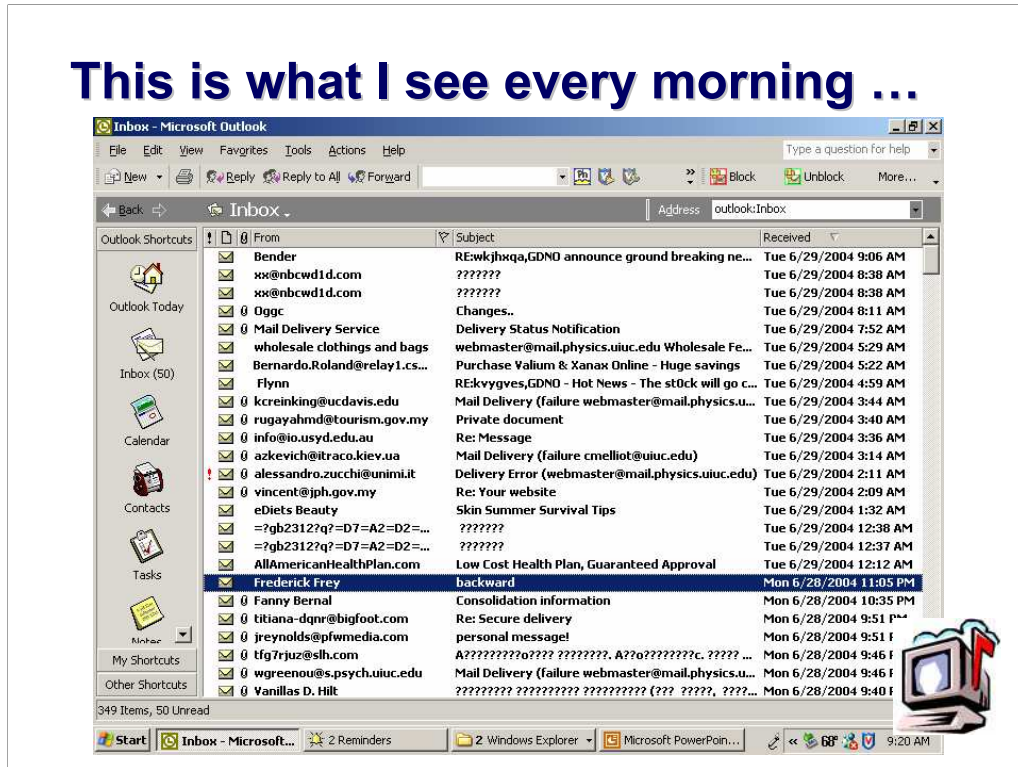 This is what I see every morning …
Inbox - Microsoft Outlook
File Edit View Favorites Tools Actions Help Type a question for help
New Reply Reply to All Forward Block Unblock More...
Back Inbox Address outlook:Inbox
Outlook Shortcuts
Outlook Today
Inbox (50)
Calendar
Contacts
Tasks
Notes
My Shortcuts
Other Shortcuts
! From Subject Received
Bender RE:wkjhxqa,GDNO announce ground breaking ne... Tue 6/29/2004 9:06 AM
xx@nbcwd1d.com ??????? Tue 6/29/2004 8:38 AM
xx@nbcwd1d.com ??????? Tue 6/29/2004 8:38 AM
Oggc Changes.. Tue 6/29/2004 8:11 AM
Mail Delivery Service Delivery Status Notification Tue 6/29/2004 7:52 AM
wholesale clothings and bags webmaster@mail.physics.uiuc.edu Wholesale Fe... Tue 6/29/2004 5:29 AM
Bernardo.Roland@relay1.cs... Purchase Valium & Xanax Online - Huge savings Tue 6/29/2004 5:22 AM
Flynn RE:kvygves,GDNO - Hot News - The st0ck will go c... Tue 6/29/2004 4:59 AM
kcreinking@ucdavis.edu Mail Delivery (failure webmaster@mail.physics.u... Tue 6/29/2004 3:44 AM
rugayahmd@tourism.gov.my Private document Tue 6/29/2004 3:40 AM
info@io.usyd.edu.au Re: Message Tue 6/29/2004 3:36 AM
azkevich@itraco.kiev.ua Mail Delivery (failure cmelliot@uiuc.edu) Tue 6/29/2004 3:14 AM
! alessandro.zucchi@unimi.it Delivery Error (webmaster@mail.physics.uiuc.edu) Tue 6/29/2004 2:11 AM
vincent@jph.gov.my Re: Your website Tue 6/29/2004 2:09 AM
eDiets Beauty Skin Summer Survival Tips Tue 6/29/2004 1:32 AM
=?gb2312?q?=D7=A2=D2=... ??????? Tue 6/29/2004 12:38 AM
=?gb2312?q?=D7=A2=D2=... ??????? Tue 6/29/2004 12:37 AM
AllAmericanHealthPlan.com Low Cost Health Plan, Guaranteed Approval Tue 6/29/2004 12:12 AM
Frederick Frey backward Mon 6/28/2004 11:05 PM
Fanny Bernal Consolidation information Mon 6/28/2004 10:35 PM
titiana-dqnr@bigfoot.com Re: Secure delivery Mon 6/28/2004 9:51
jreynolds@pfwmedia.com personal message! Mon 6/28/2004 9:51
tfg7rjuz@slh.com A?????????o???? ????????. A??o????????c. ????? ... Mon 6/28/2004 9:46
wgreenou@s.psych.uiuc.edu Mail Delivery (failure webmaster@mail.physics.u... Mon 6/28/2004 9:46
Vanillas D. Hilt ????????? ?????????? ?????????? (??? ?????, ????... Mon 6/28/2004 9:40
349 Items, 50 Unread
Start Inbox - Microsoft... 2 Reminders 2 Windows Explorer Microsoft PowerPoin... « 68° 9:20 AM